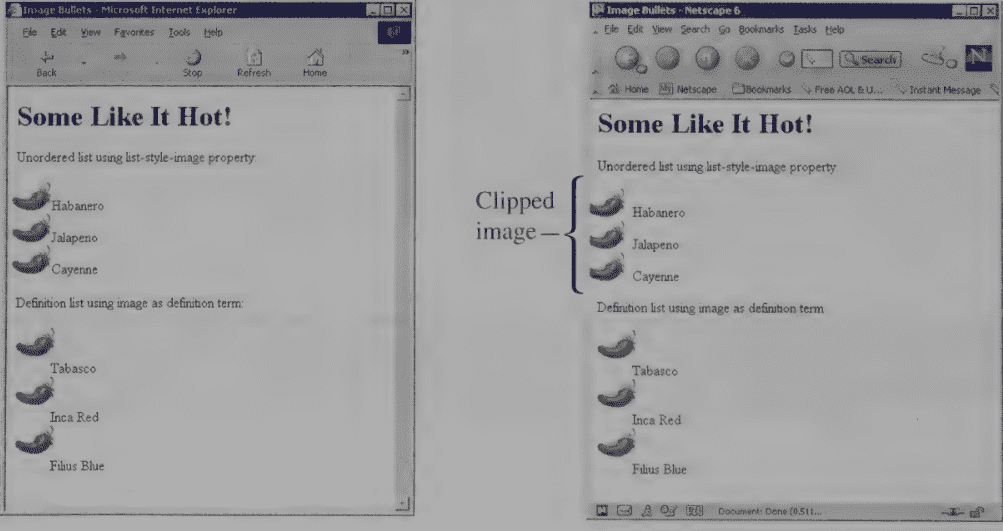 Image Bullets - Microsoft Internet Explorer
File Edit View Favorites Tools Help
Back Stop Refresh Home
Some Like It Hot!
Unordered list using list-style-image property
Habanero
Jalapeno
Cayenne
Definition list using image as definition term:
Tabasco
Inca Red
Filius Blue
Clipped
image
Image Bullets - Netscape 6
File Edit View Search Go Bookmarks Tasks Help
Search
N
Home Netscape Bookmarks Free AOL & U... Instant Message
Some Like It Hot!
Unordered list using list-style-image property
Habanero
Jalapeno
Cayenne
Definition list using image as definition term
Tabasco
Inca Red
Filius Blue
Document: Done (0.511...